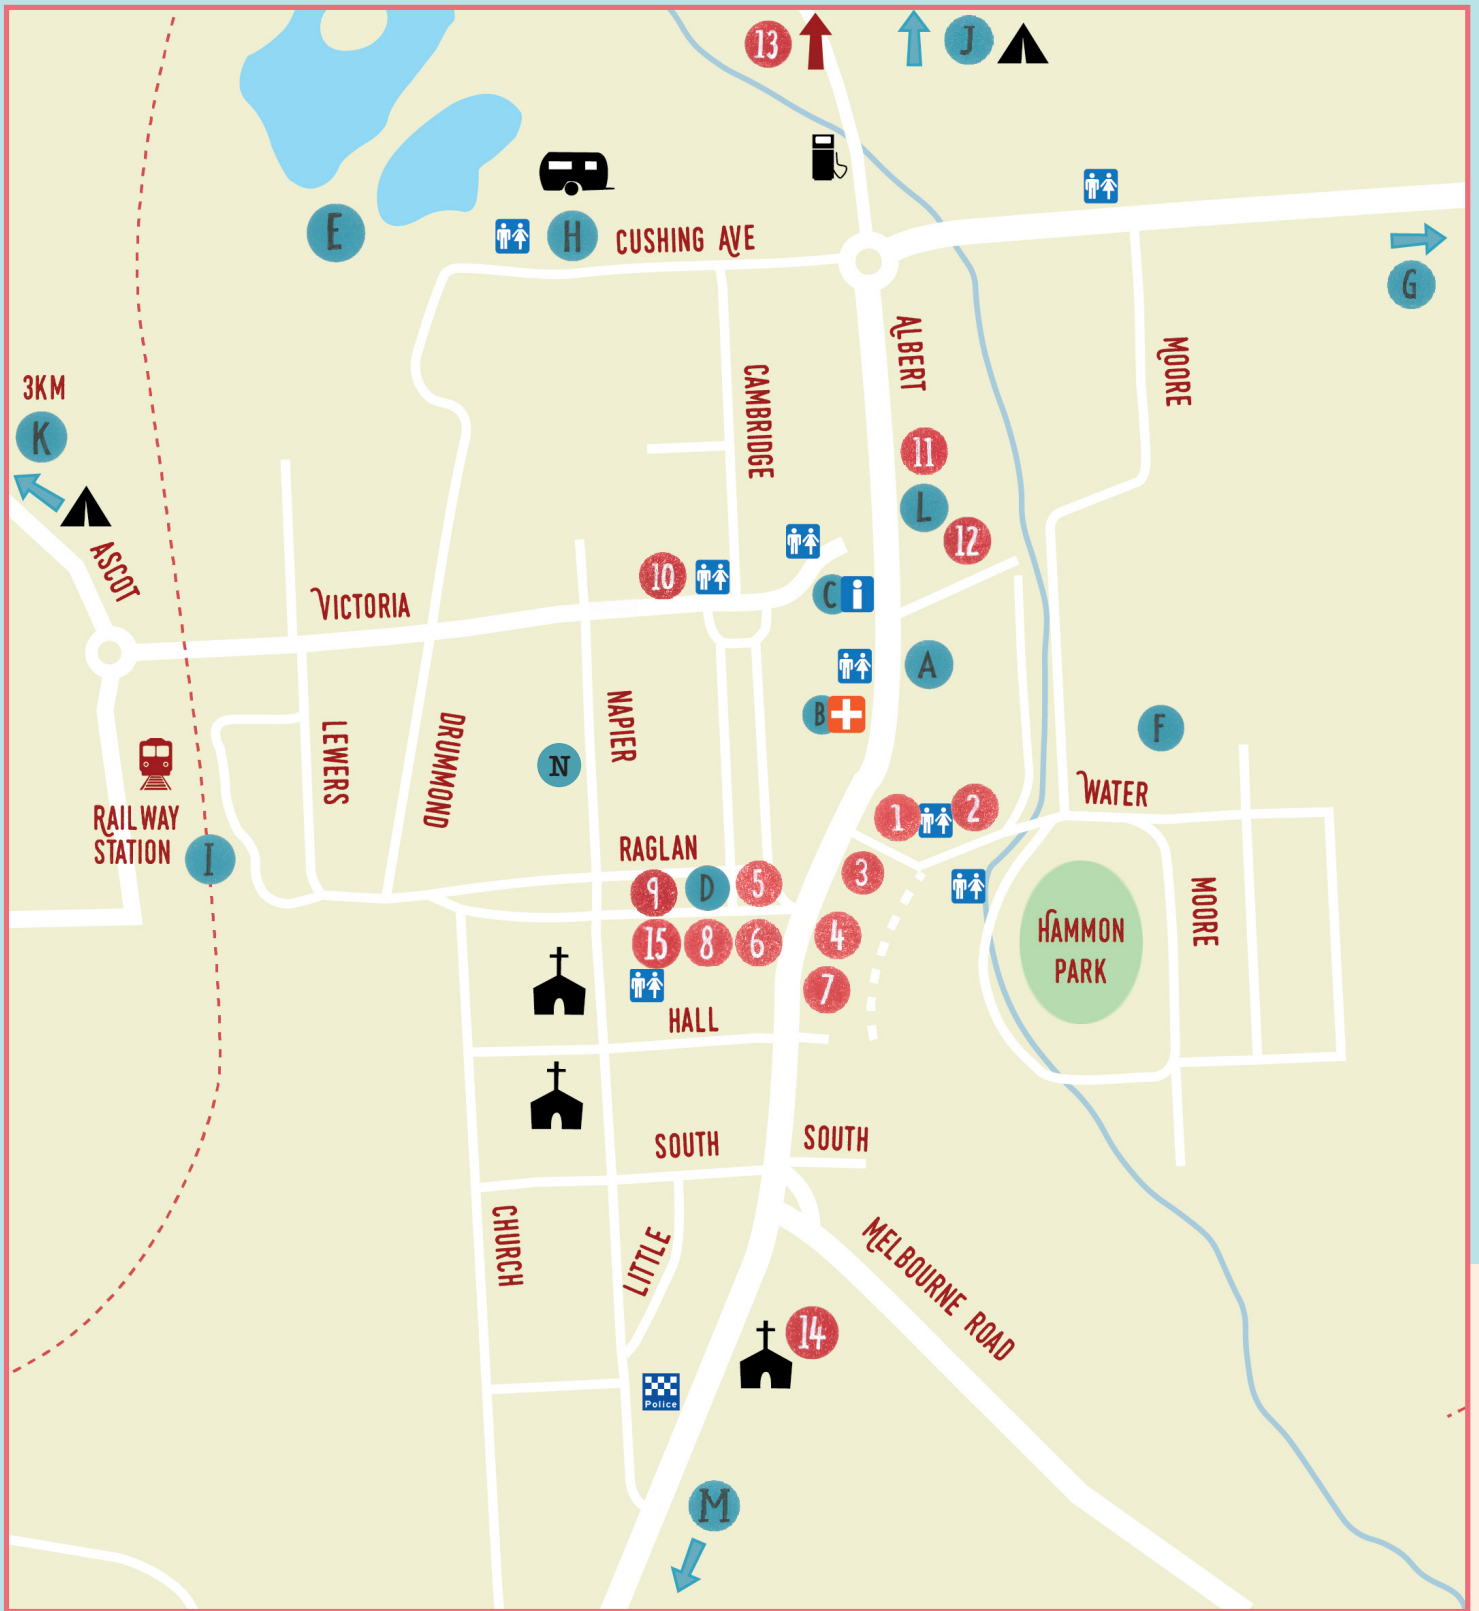 13
J
E
H
CUSHING AVE
G
ALBERT
MOORE
3KM
K
CAMBRIDGE
11
L
12
ASCOT
10
C
i
VICTORIA
A
NAPIER
B
LEWERS
DRUMMOND
F
N
WATER
RAILWAY
STATION
I
1
2
RAGLAN
3
9
D
5
MOORE
HAMMON
PARK
15
8
6
4
7
HALL
SOUTH
SOUTH
CHURCH
LITTLE
MELBOURNE ROAD
14
Police
M